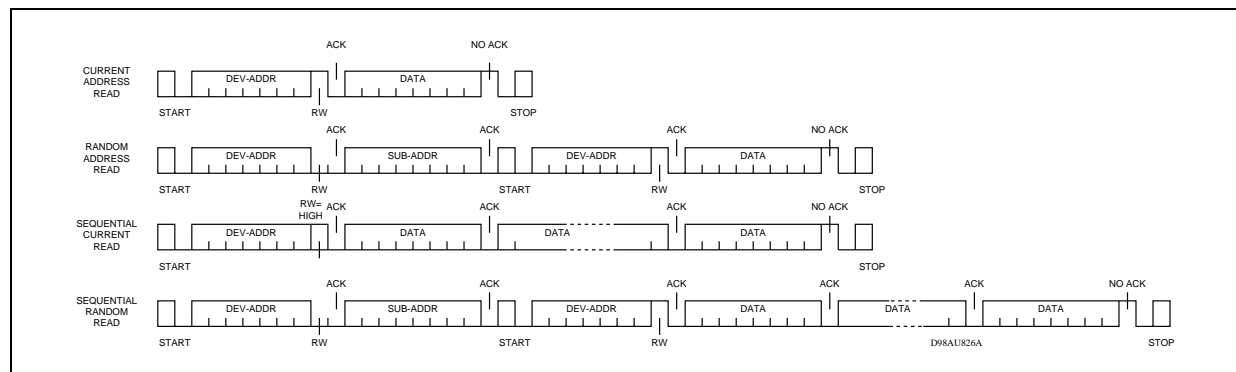 ACK NO ACK
CURRENT
ADDRESS
READ
DEV-ADDR DATA
START RW STOP
ACK ACK ACK NO ACK
RANDOM
ADDRESS
READ
DEV-ADDR SUB-ADDR DEV-ADDR DATA
START RW START RW STOP
RW=
HIGH
ACK ACK ACK NO ACK
SEQUENTIAL
CURRENT
READ
DEV-ADDR DATA DATA DATA
START STOP
ACK ACK ACK ACK ACK NO ACK
SEQUENTIAL
RANDOM
READ
DEV-ADDR SUB-ADDR DEV-ADDR DATA DATA DATA
START RW START RW D98AU826A STOP